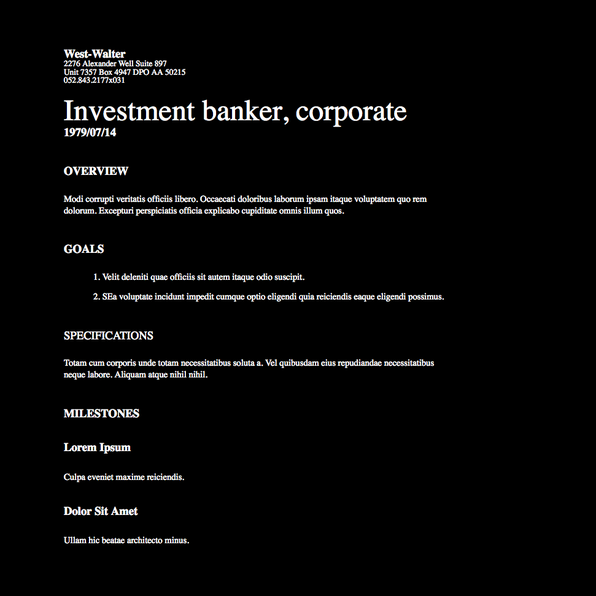 West-Walter
2276 Alexander Well Suite 897
Unit 7357 Box 4947 DPO AA 50215
052.843.2177x031
Investment banker, corporate
1979/07/14
OVERVIEW
Modi corrupti veritatis officiis libero. Occaecati doloribus laborum ipsam itaque voluptatem quo rem
dolorum. Excepturi perspiciatis officia explicabo cupiditate omnis illum quos.
GOALS
1. Velit deleniti quae officiis sit autem itaque odio suscipit.
2. SEa voluptate incidunt impedit cumque optio eligendi quia reiciendis eaque eligendi possimus.
SPECIFICATIONS
Totam cum corporis unde totam necessitatibus soluta a. Vel quibusdam eius repudiandae necessitatibus
neque labore. Aliquam atque nihil nihil.
MILESTONES
Lorem Ipsum
Culpa eveniet maxime reiciendis.
Dolor Sit Amet
Ullam hic beatae architecto minus.